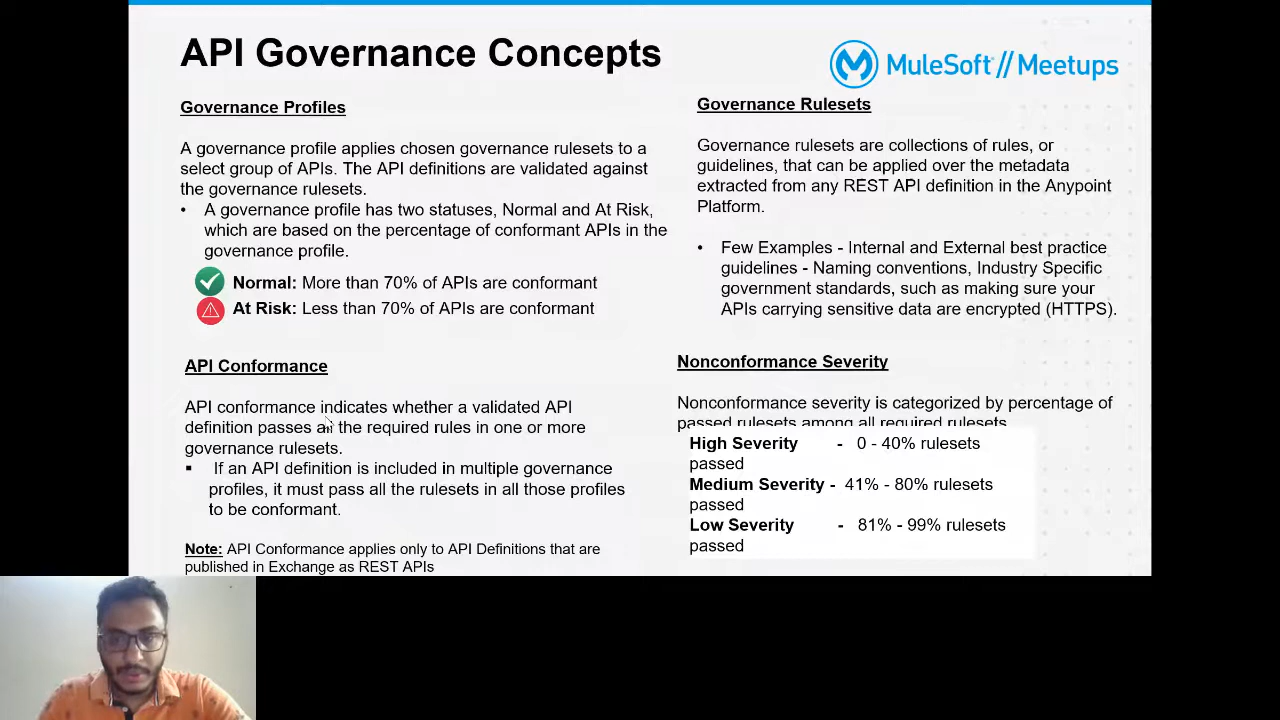 API Governance Concepts
MuleSoft // Meetups
Governance Profiles
A governance profile applies chosen governance rulesets to a
select group of APIs. The API definitions are validated against
the governance rulesets.
• A governance profile has two statuses, Normal and At Risk,
which are based on the percentage of conformant APIs in the
governance profile.
Normal: More than 70% of APIs are conformant
At Risk: Less than 70% of APIs are conformant
Governance Rulesets
Governance rulesets are collections of rules, or
guidelines, that can be applied over the metadata
extracted from any REST API definition in the Anypoint
Platform.
• Few Examples - Internal and External best practice
guidelines - Naming conventions, Industry Specific
government standards, such as making sure your
APIs carrying sensitive data are encrypted (HTTPS).
API Conformance
API conformance indicates whether a validated API
definition passes all the required rules in one or more
governance rulesets.
▪ If an API definition is included in multiple governance
profiles, it must pass all the rulesets in all those profiles
to be conformant.
Note: API Conformance applies only to API Definitions that are
published in Exchange as REST APIs
Nonconformance Severity
Nonconformance severity is categorized by percentage of
passed rulesets among all required rulesets
High Severity - 0 - 40% rulesets
passed
Medium Severity - 41% - 80% rulesets
passed
Low Severity - 81% - 99% rulesets
passed